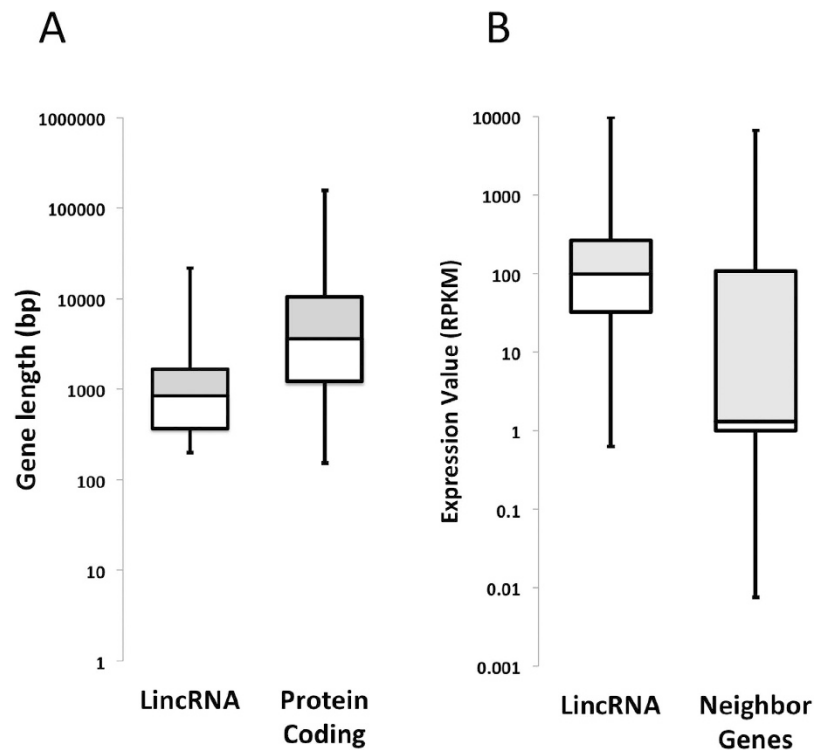 A
Gene length (bp)
1000000
100000
10000
1000
100
10
1
LincRNA
Protein
Coding
B
Expression Value (RPKM)
10000
1000
100
10
1
0.1
0.01
0.001
LincRNA
Neighbor
Genes